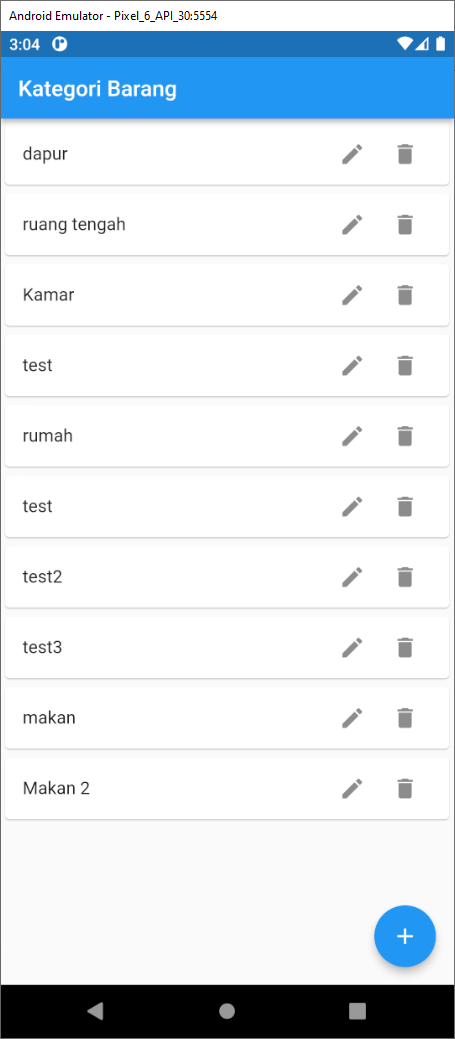 Android Emulator - Pixel_6_API_30:5554
3:04
Kategori Barang
dapur
ruang tengah
Kamar
test
rumah
test
test2
test3
makan
Makan 2